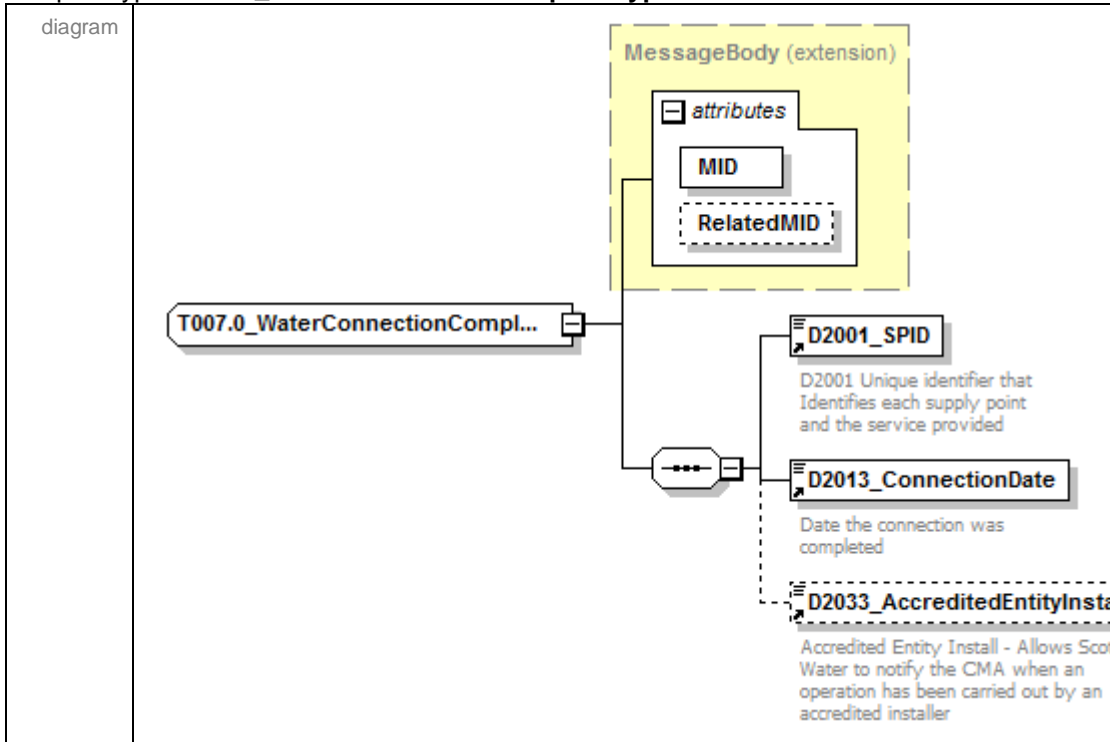 diagram
MessageBody (extension)
attributes
MID
RelatedMID
T007.0_WaterConnectionCompl...
D2001_SPID
D2001 Unique identifier that
Identifies each supply point
and the service provided
D2013_ConnectionDate
Date the connection was
completed
D2033_AccreditedEntityInsta
Accredited Entity Install - Allows Scot
Water to notify the CMA when an
operation has been carried out by an
accredited installer